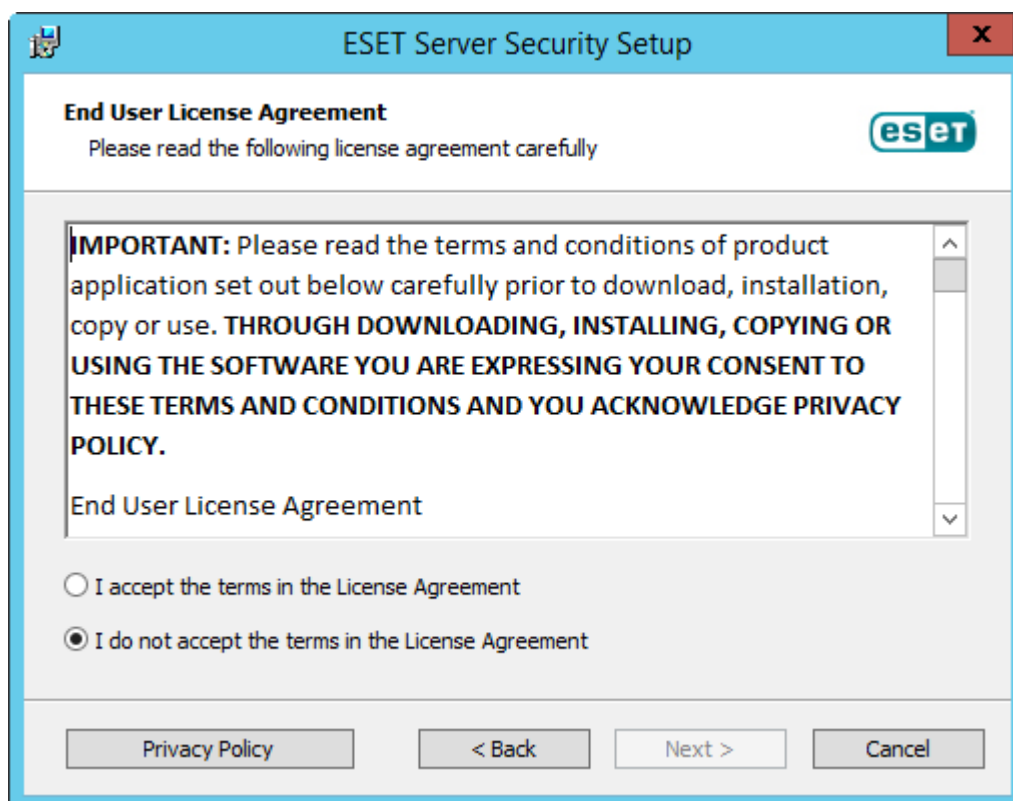 ESET Server Security Setup
x
End User License Agreement
Please read the following license agreement carefully
eseT
IMPORTANT: Please read the terms and conditions of product
application set out below carefully prior to download, installation,
copy or use. THROUGH DOWNLOADING, INSTALLING, COPYING OR
USING THE SOFTWARE YOU ARE EXPRESSING YOUR CONSENT TO
THESE TERMS AND CONDITIONS AND YOU ACKNOWLEDGE PRIVACY
POLICY.
End User License Agreement
I accept the terms in the License Agreement
I do not accept the terms in the License Agreement
Privacy Policy
< Back
Next >
Cancel